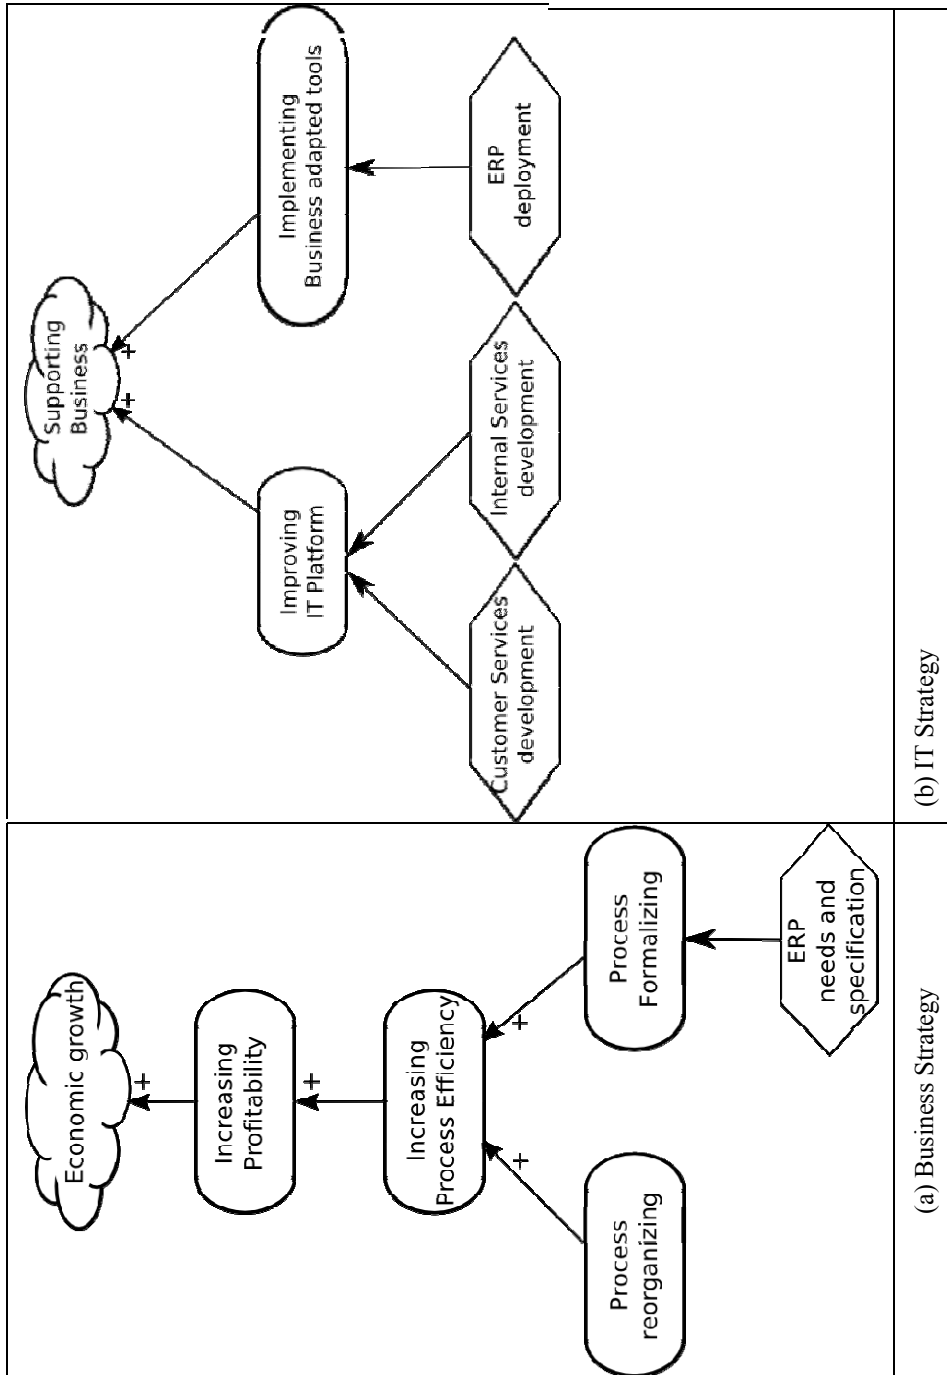 Economic growth
+
Increasing
Profitability
+
Increasing
Process Efficiency
+
+
Process
reorganizing
Process
Formalizing
ERP
needs and
specification
(a) Business Strategy
Supporting
Business
+
+
Improving
IT Platform
Implementing
Business adapted tools
Customer Services
development
Internal Services
development
ERP
deployment
(b) IT Strategy